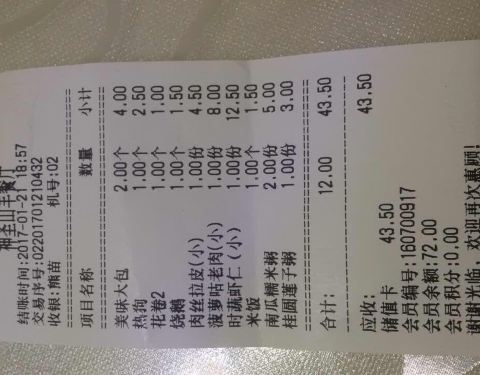 神圣山羊餐厅
结账时间:2017-01-21 18:57
交易序号:02201701210432
收银:熊苗 机号:02
项目名称 数量 小计
美味大包 2.00个 4.00
热狗 1.00个 2.50
花卷2 1.00个 1.00
烧鹅 1.00个 1.50
肉丝拉皮(小) 1.00份 4.50
菠萝咕老肉(小) 1.00份 8.00
时蔬虾仁(小) 1.00份 12.50
米饭 1.00个 1.50
南瓜糯米粥 2.00份 5.00
桂圆莲子粥 1.00份 3.00
合计: 12.00 43.50
应收: 43.50
储值卡 43.50
会员编号:160700917
会员余额:72.00
会员积分:0.00
谢谢光临，欢迎再次惠顾!